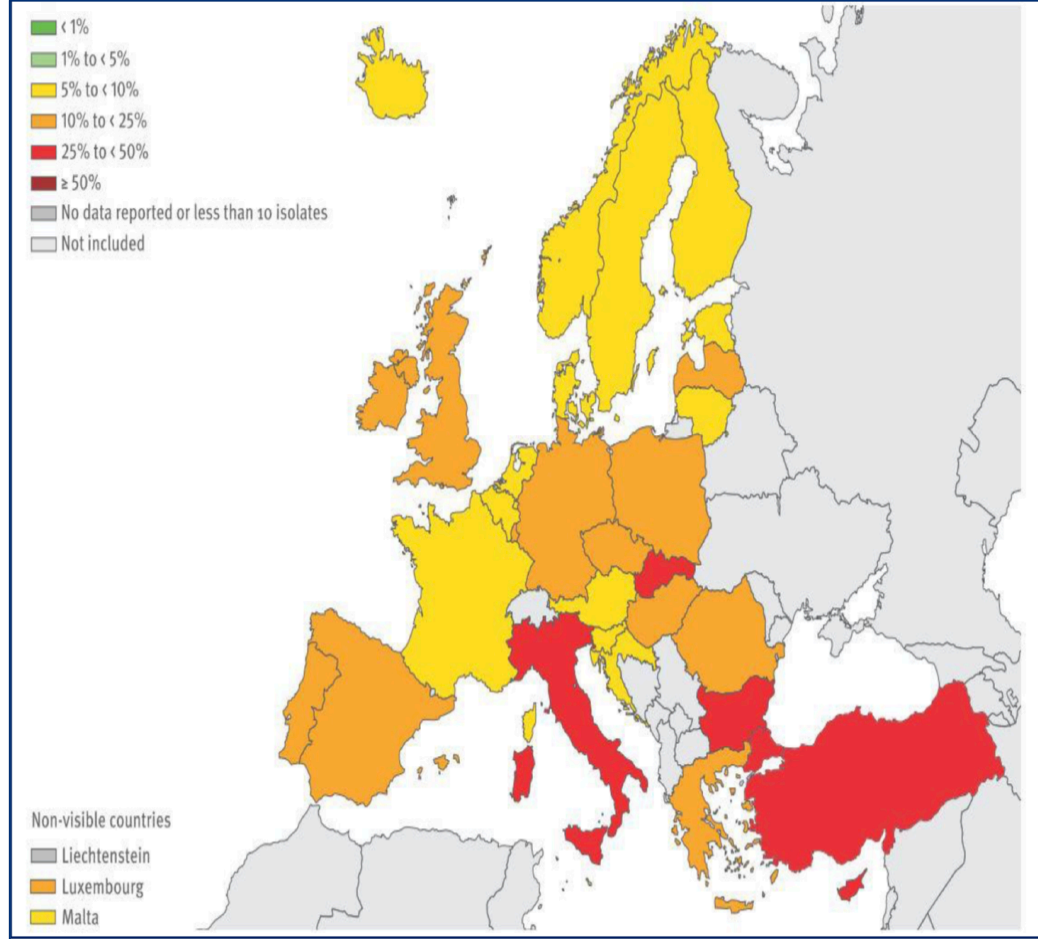 < 1%
1% to < 5%
5% to < 10%
10% to < 25%
25% to < 50%
≥ 50%
No data reported or less than 10 isolates
Not included
Non-visible countries
Liechtenstein
Luxembourg
Malta